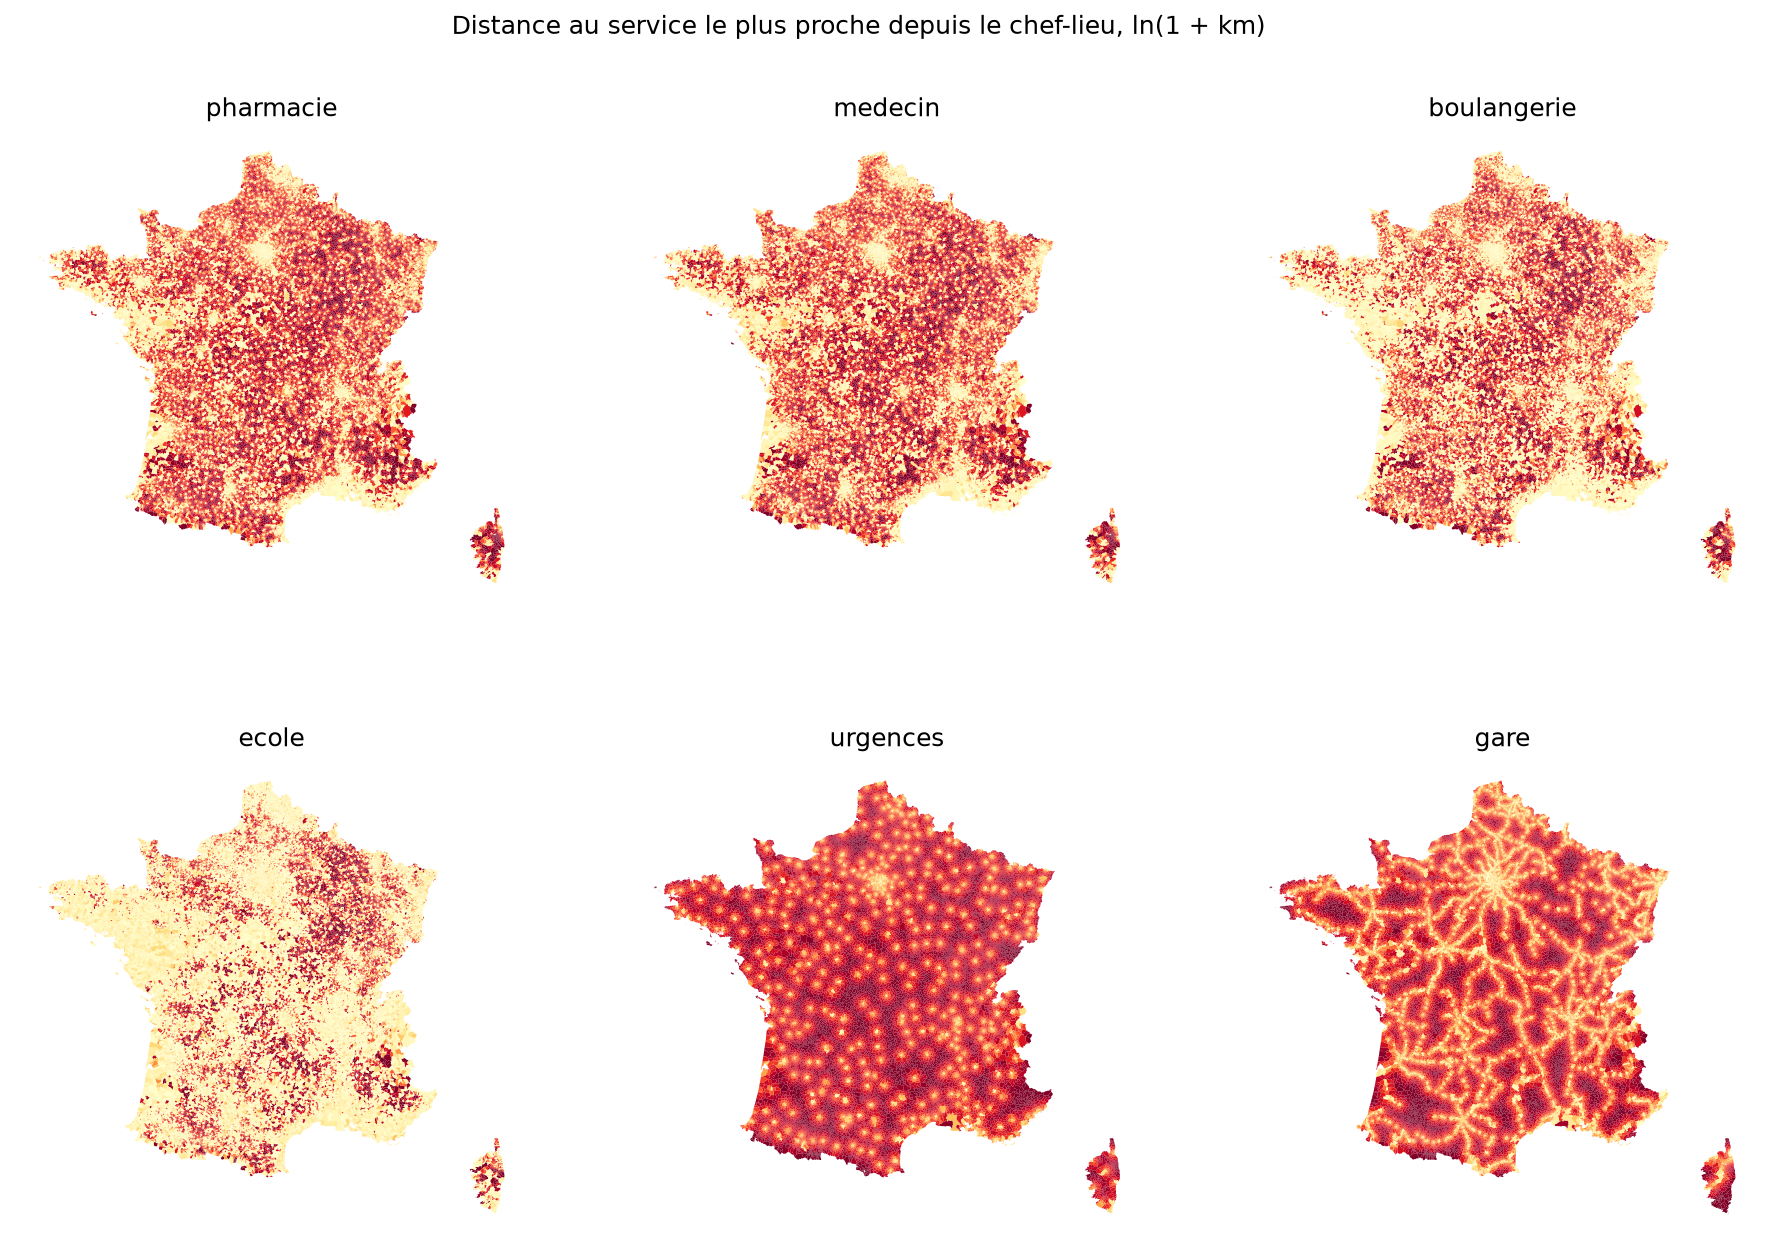 Distance au service le plus proche depuis le chef-lieu, ln(1 + km)
pharmacie
medecin
boulangerie
ecole
urgences
gare